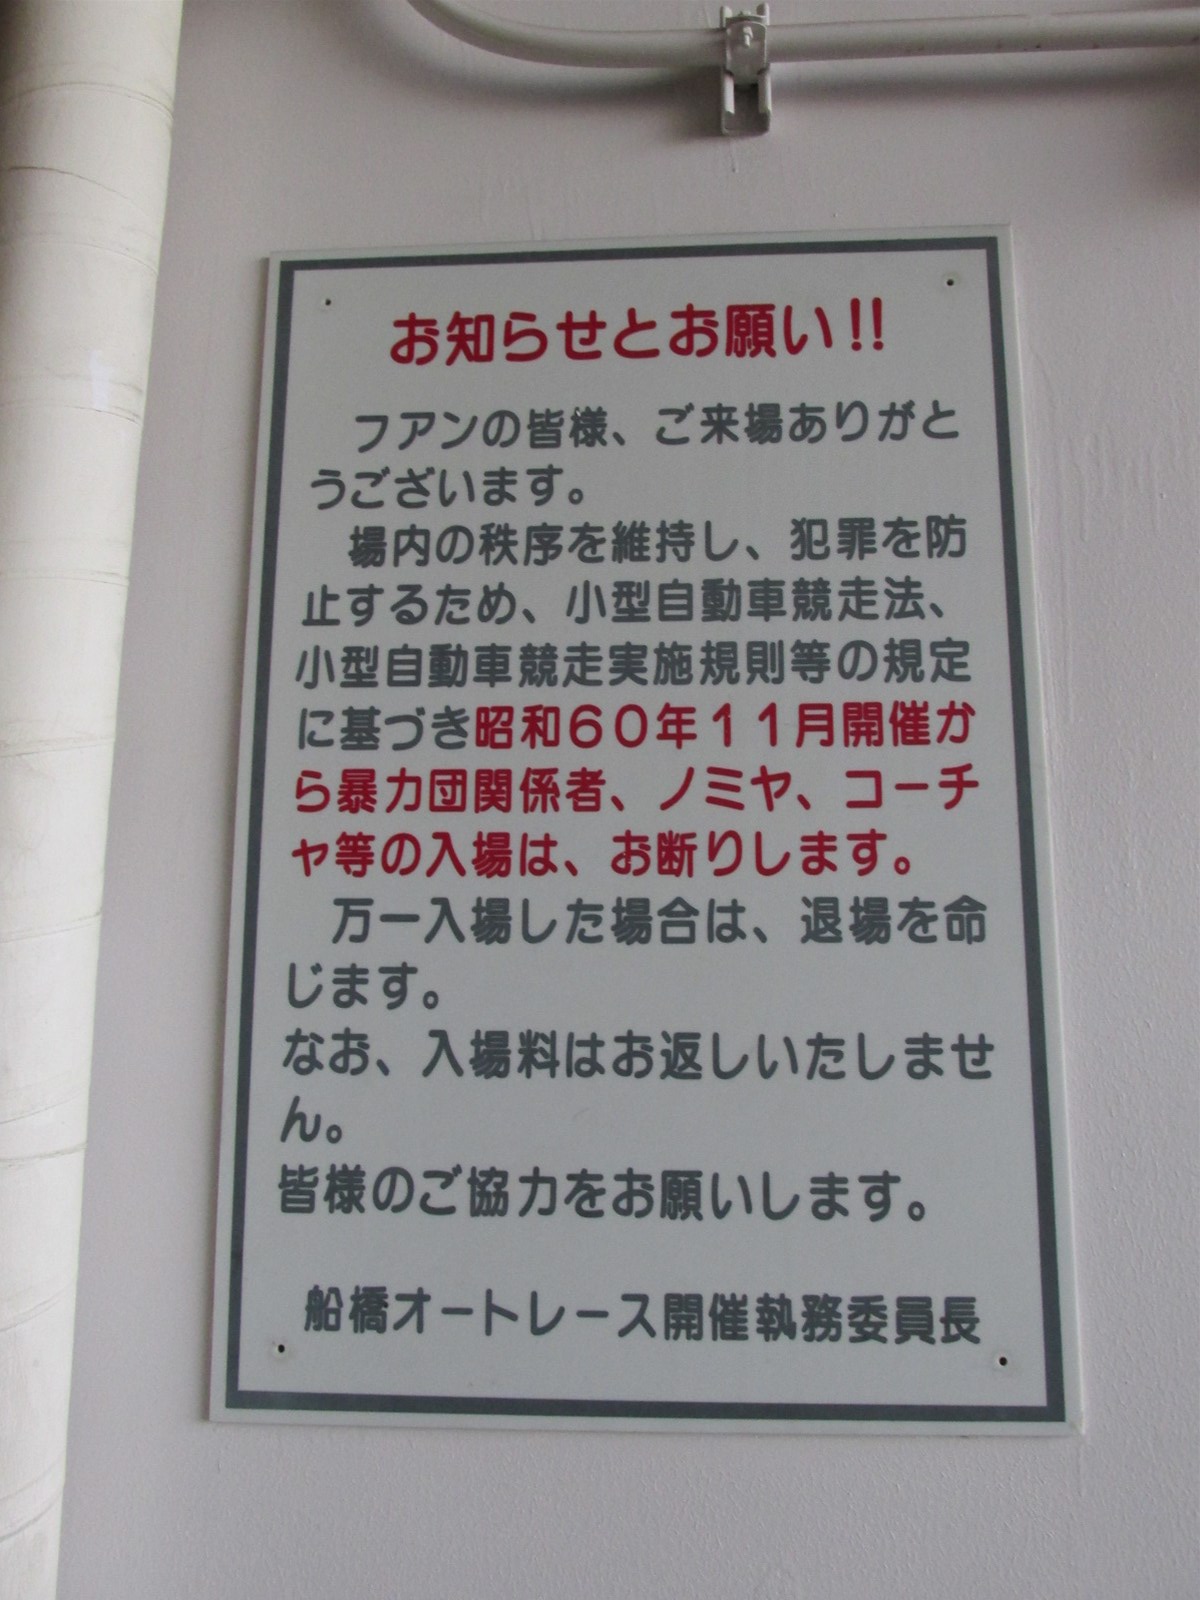 お知らせとお願い!!
フアンの皆様、ご来場ありがと
うございます。
場内の秩序を維持し、犯罪を防
止するため、小型自動車競走法、
小型自動車競走実施規則等の規定
に基づき昭和60年11月開催か
ら暴力団関係者、ノミヤ、コーチ
ヤ等の入場は、お断りします。
万一入場した場合は、退場を命
じます。
なお、入場料はお返しいたしませ
ん。
皆様のご協力をお願いします。
船橋オートレース開催執務委員長